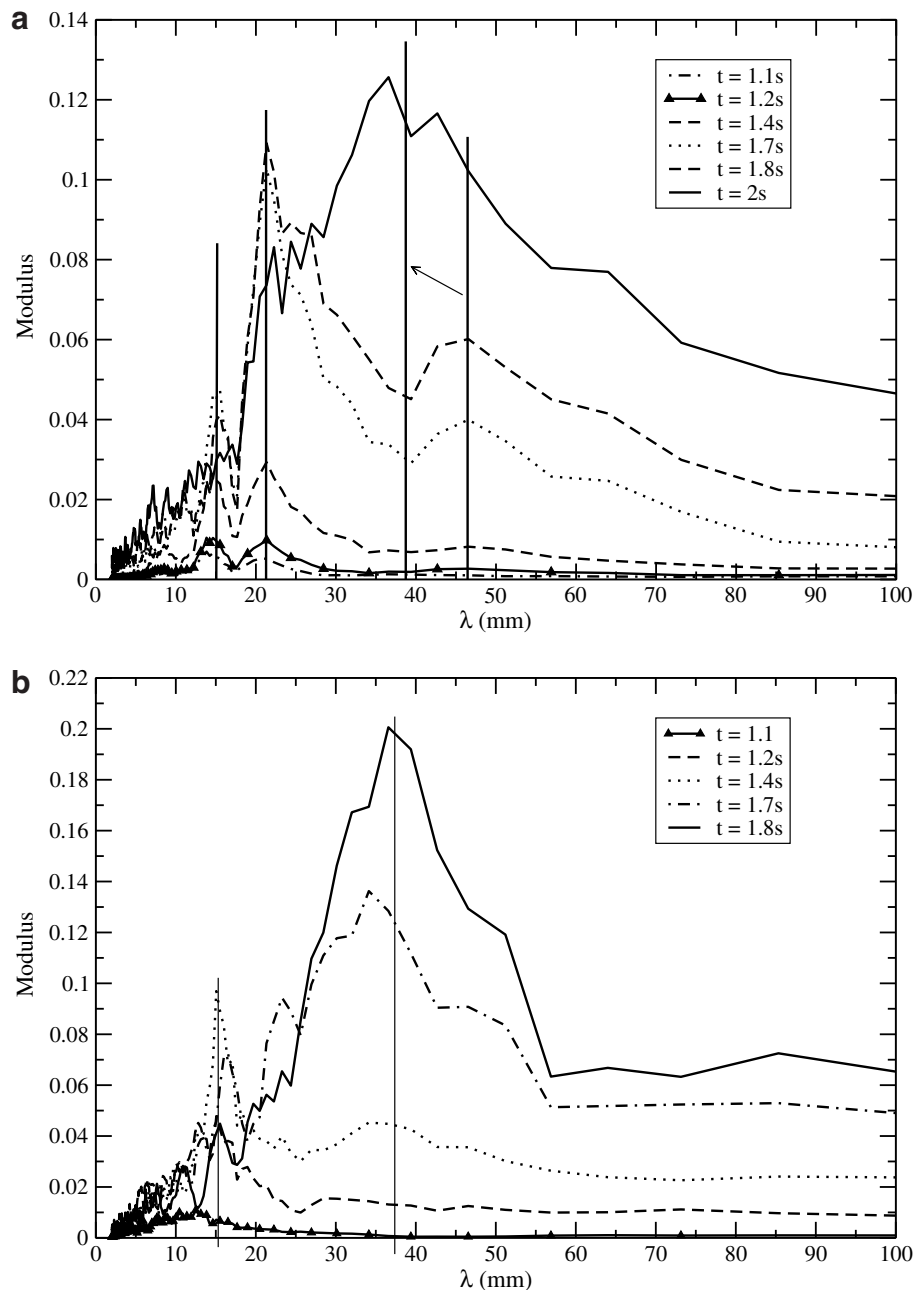 a
0.14
0.12
0.1
0.08
0.06
0.04
0.02
0
Modulus
t = 1.1s
t = 1.2s
t = 1.4s
t = 1.7s
t = 1.8s
t = 2s
0 10 20 30 40 50 60 70 80 90 100
λ (mm)
b
0.22
0.2
0.18
0.16
0.14
0.12
0.1
0.08
0.06
0.04
0.02
0
Modulus
t = 1.1
t = 1.2s
t = 1.4s
t = 1.7s
t = 1.8s
0 10 20 30 40 50 60 70 80 90 100
λ (mm)